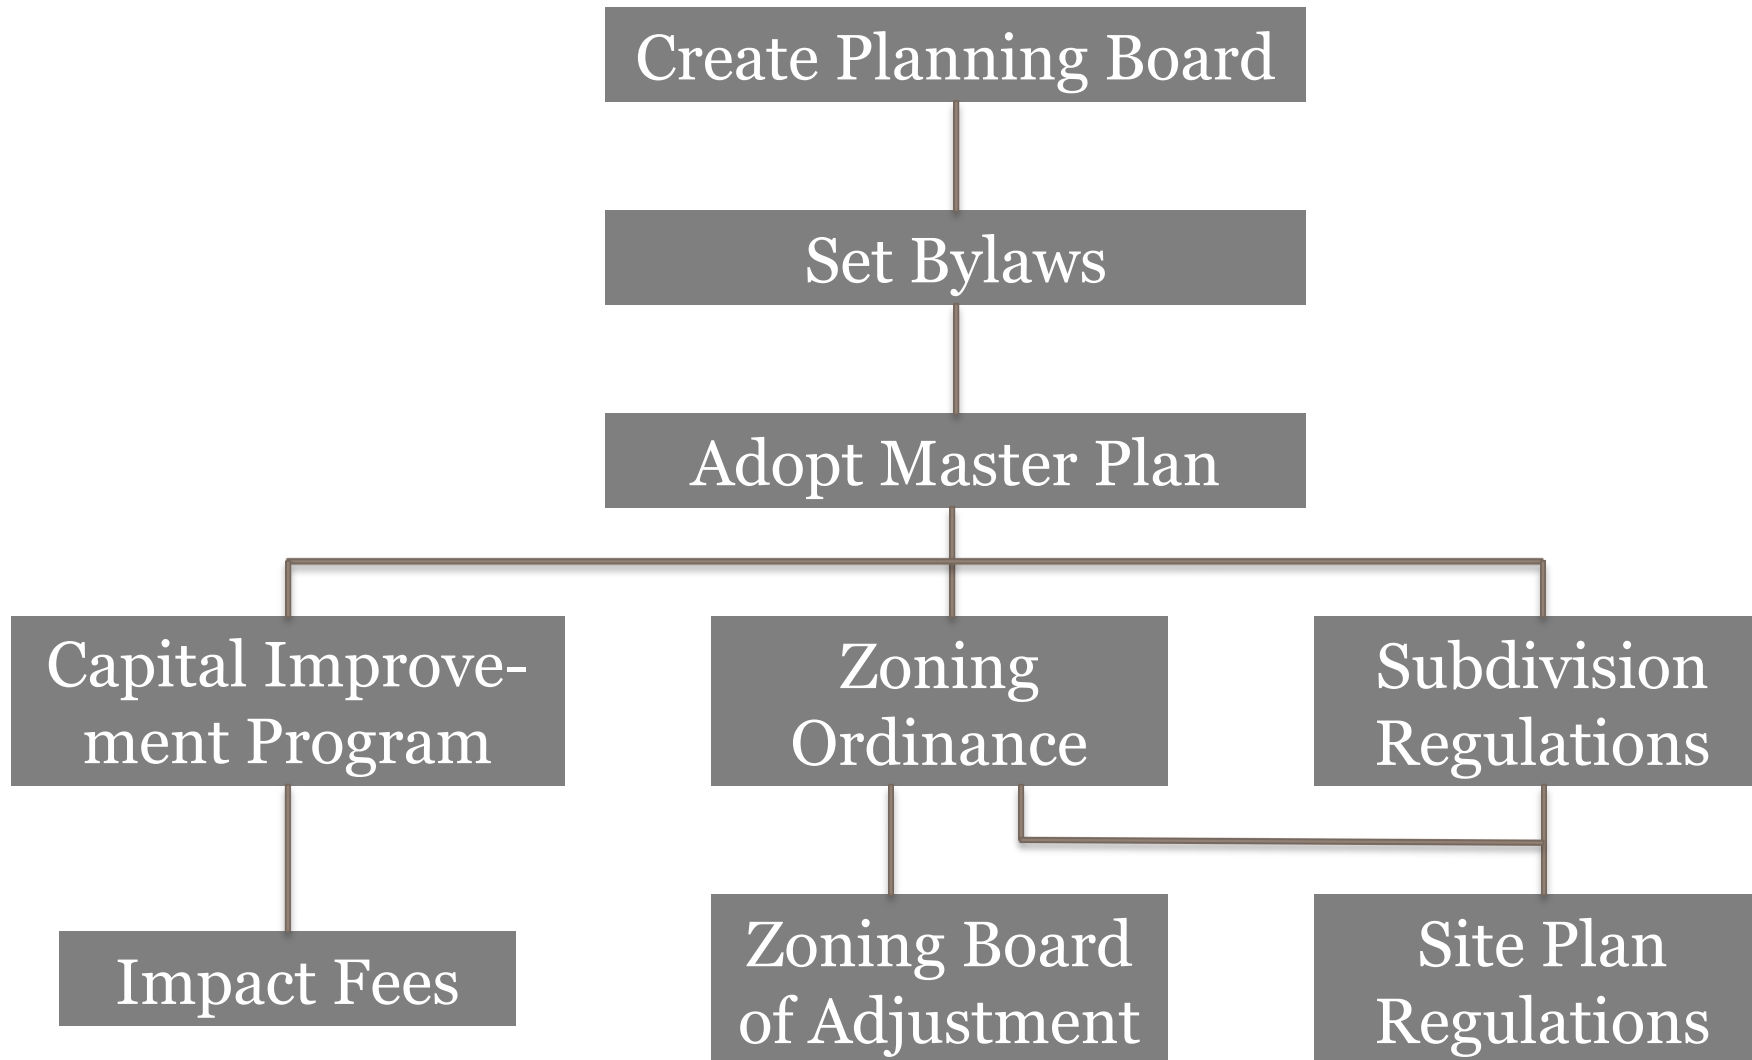 Create Planning Board
Set Bylaws
Adopt Master Plan
Capital Improve-
ment Program
Zoning
Ordinance
Subdivision
Regulations
Impact Fees
Zoning Board
of Adjustment
Site Plan
Regulations